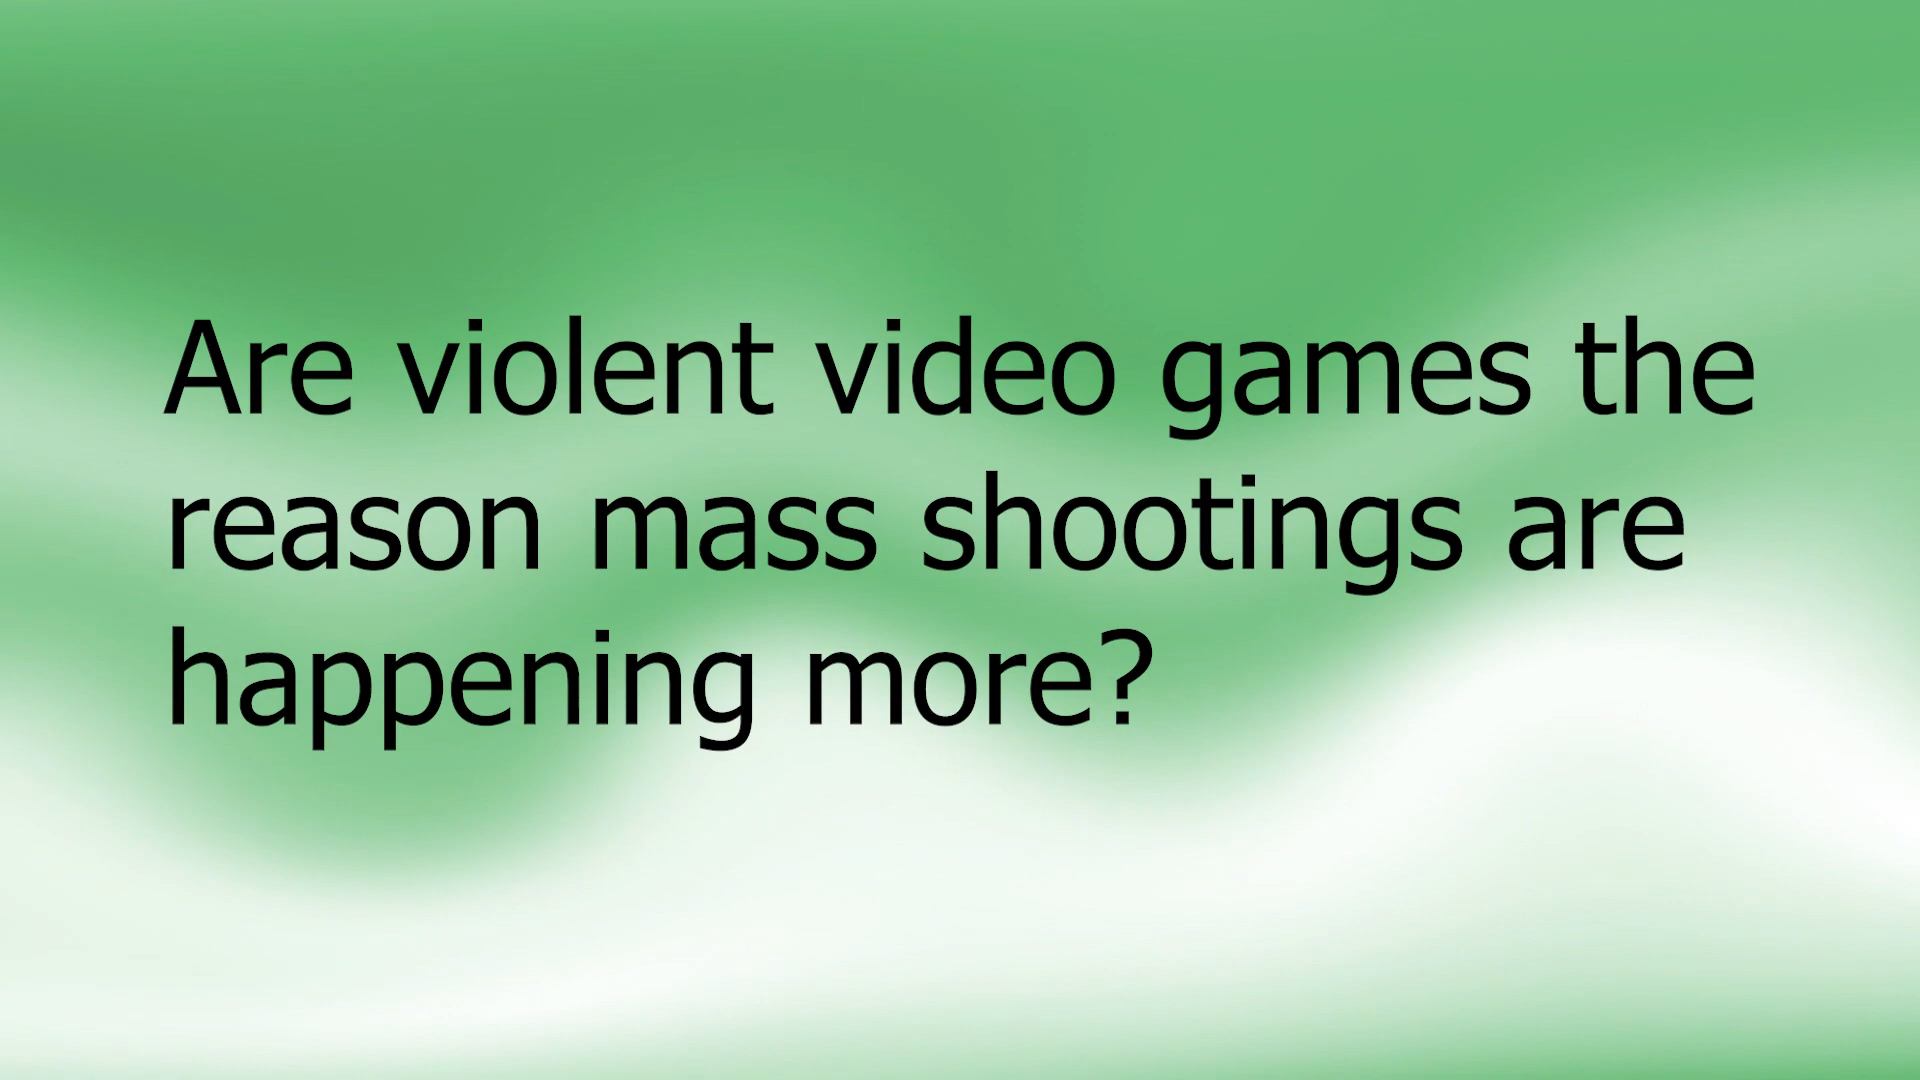 Are violent video games the
reason mass shootings are
happening more?